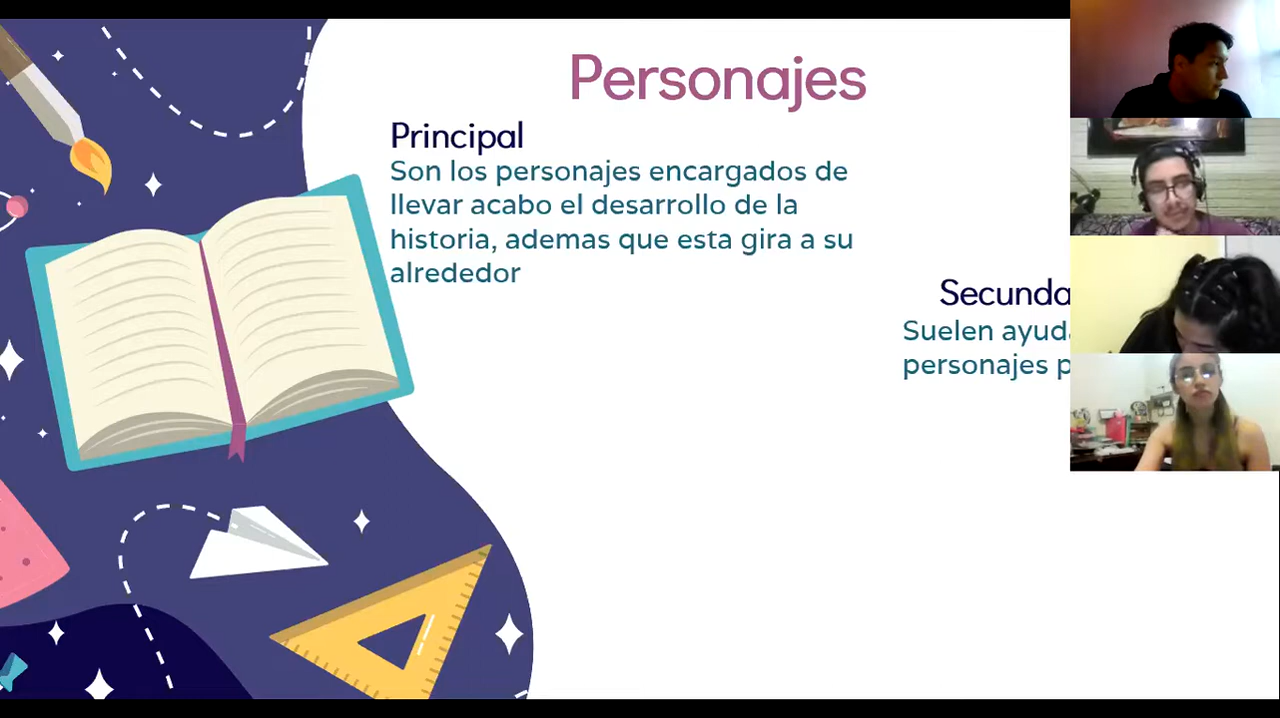 Personajes
Principal
Son los personajes encargados de
llevar acabo el desarrollo de la
historia, ademas que esta gira a su
alrededor
Secunda
Suelen ayud
personajes p